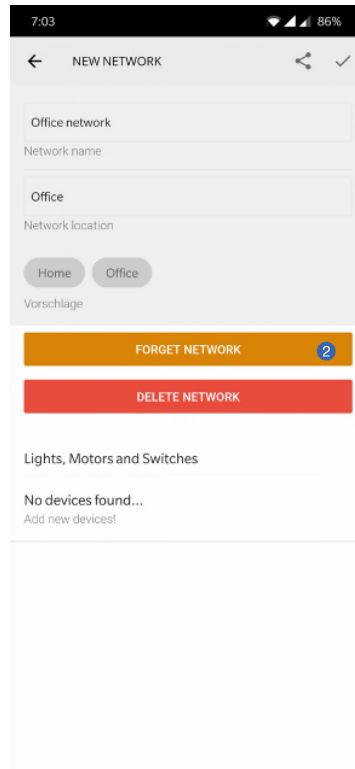 7:03 86%
NEW NETWORK
Office network
Network name
Office
Network location
Home Office
Vorschläge
FORGET NETWORK 2
DELETE NETWORK
Lights, Motors and Switches
No devices found...
Add new devices!